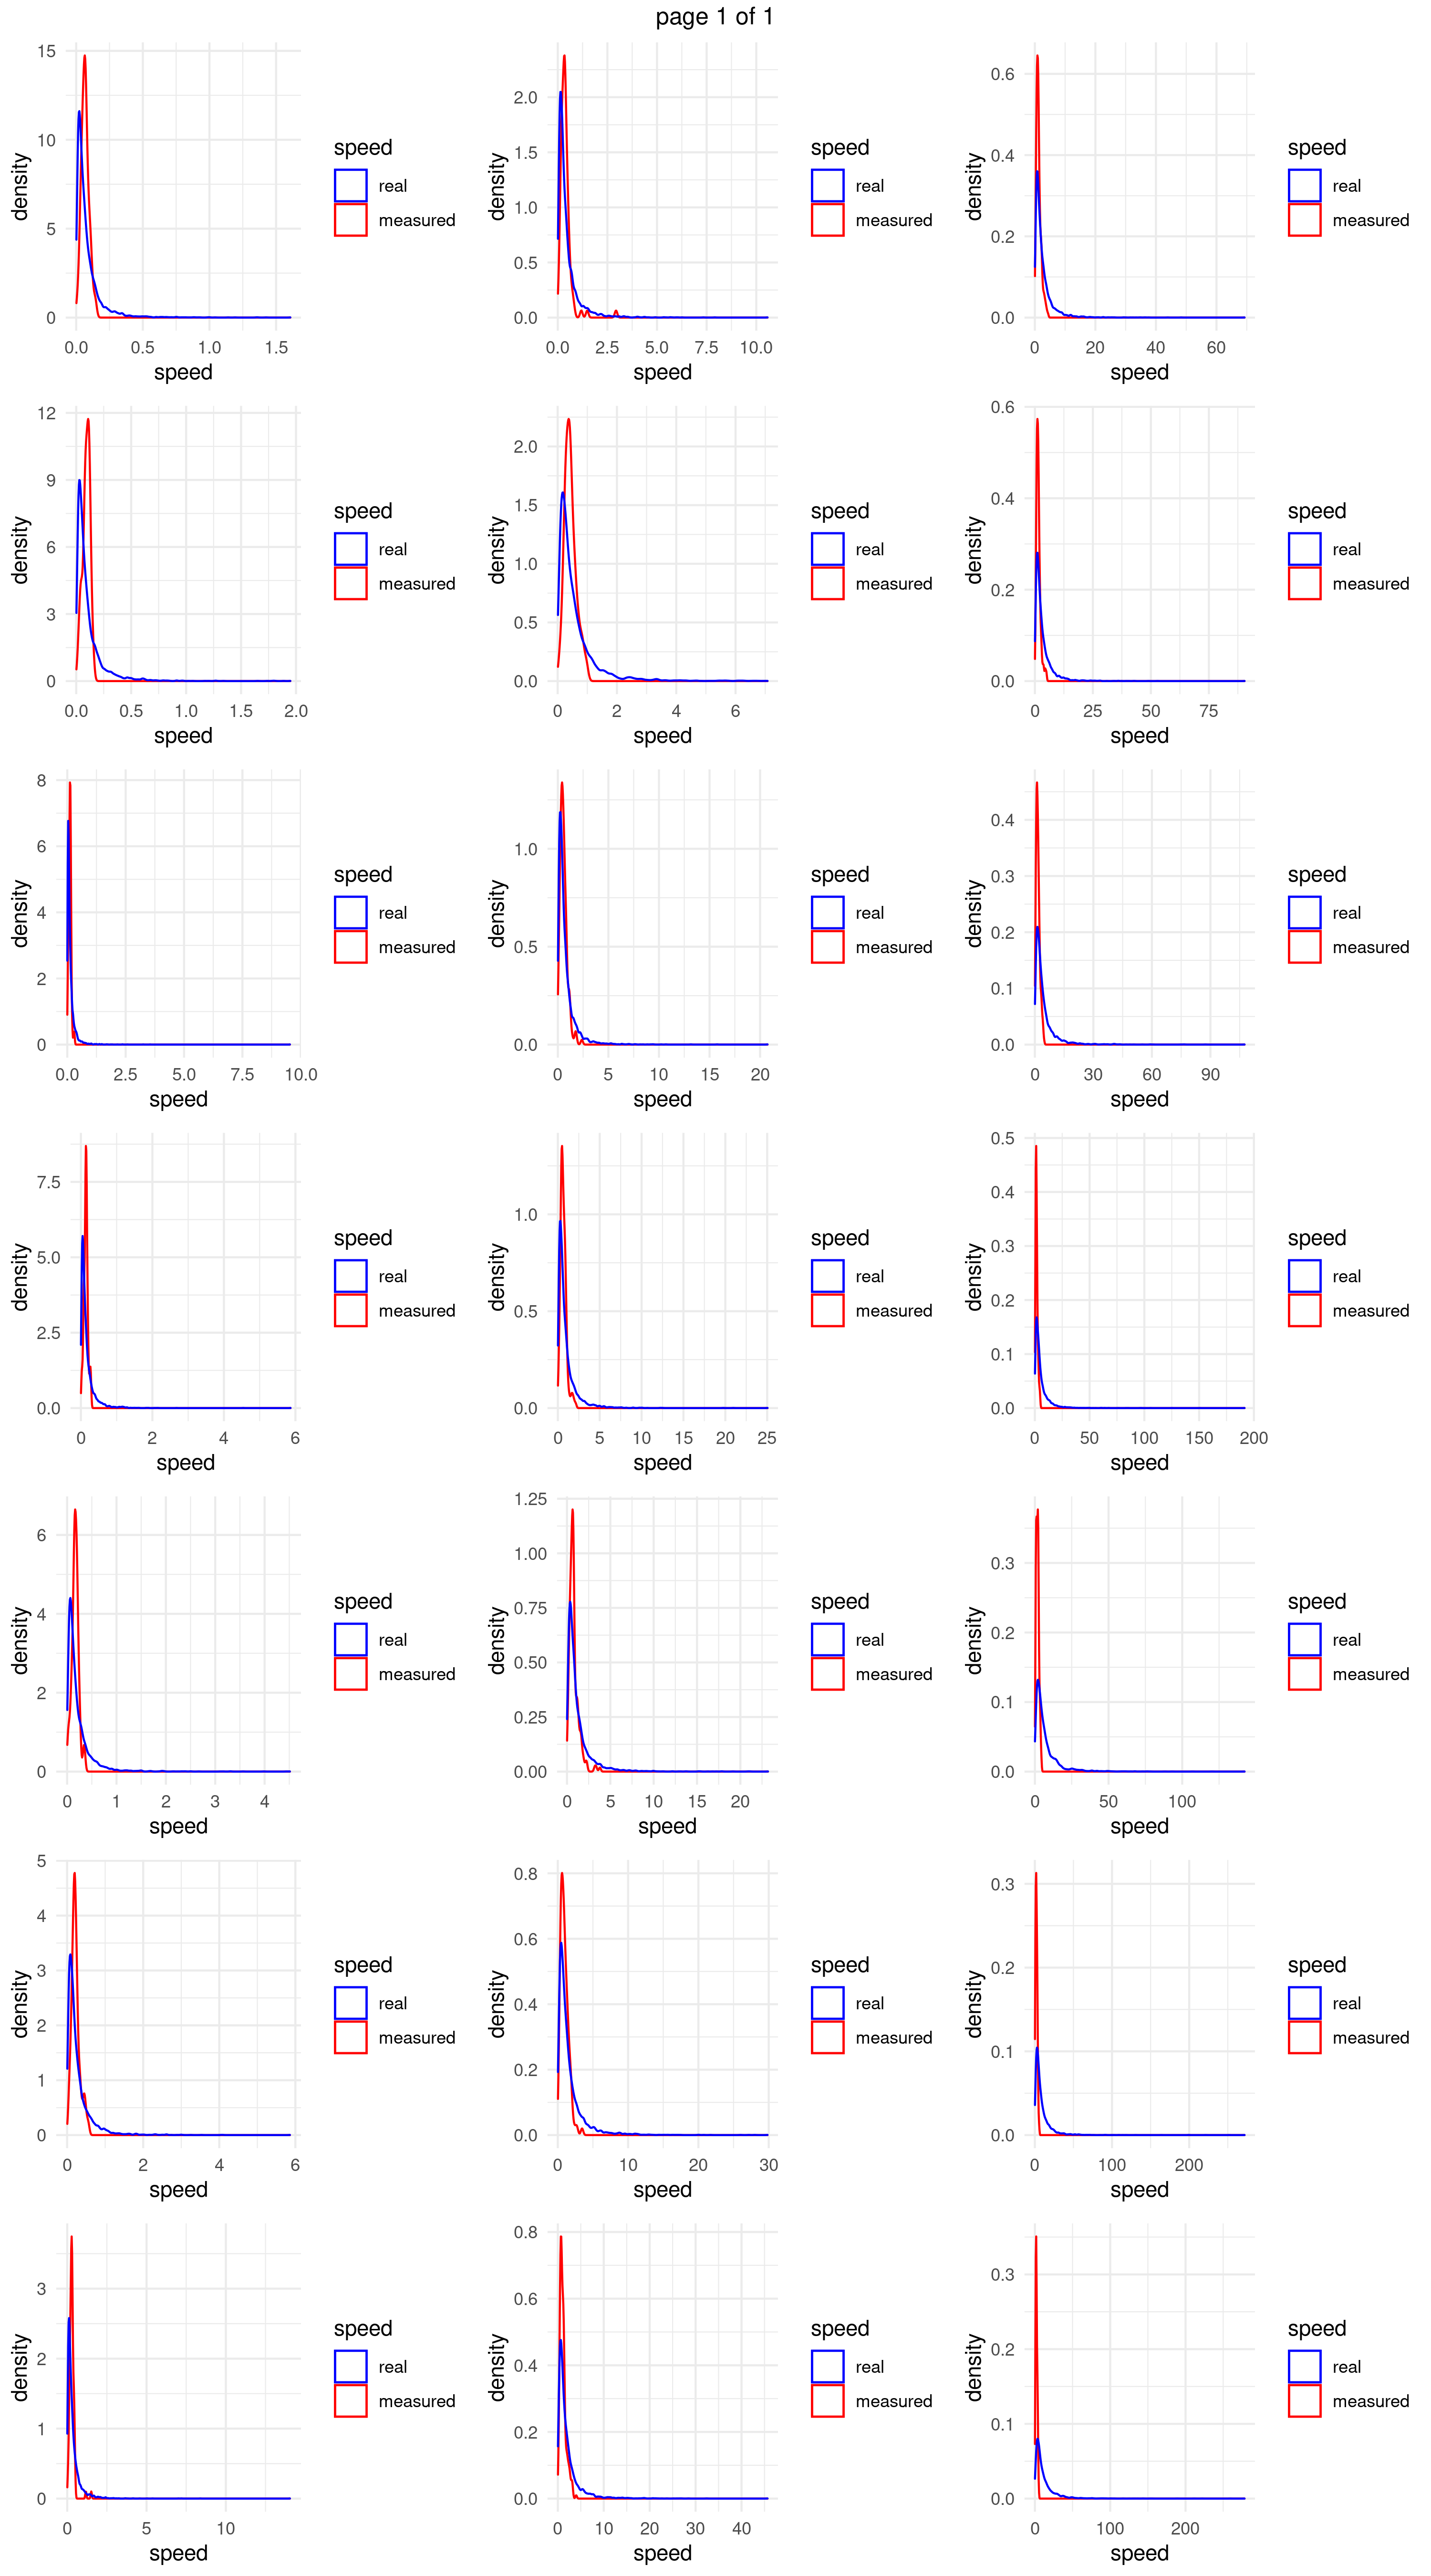 page 1 of 1
15
10
5
0
density
0.0 0.5 1.0 1.5
speed
speed
real
measured
2.0
1.5
1.0
0.5
0.0
density
0.0 2.5 5.0 7.5 10.0
speed
speed
real
measured
0.6
0.4
0.2
0.0
density
0 20 40 60
speed
speed
real
measured
12
9
6
3
0
density
0.0 0.5 1.0 1.5 2.0
speed
speed
real
measured
2.0
1.5
1.0
0.5
0.0
density
0 2 4 6
speed
speed
real
measured
0.6
0.4
0.2
0.0
density
0 25 50 75
speed
speed
real
measured
8
6
4
2
0
density
0.0 2.5 5.0 7.5 10.0
speed
speed
real
measured
1.0
0.5
0.0
density
0 5 10 15 20
speed
speed
real
measured
0.4
0.3
0.2
0.1
0.0
density
0 30 60 90
speed
speed
real
measured
7.5
5.0
2.5
0.0
density
0 2 4 6
speed
speed
real
measured
1.0
0.5
0.0
density
0 5 10 15 20 25
speed
speed
real
measured
0.5
0.4
0.3
0.2
0.1
0.0
density
0 50 100 150 200
speed
speed
real
measured
6
4
2
0
density
0 1 2 3 4
speed
speed
real
measured
1.25
1.00
0.75
0.50
0.25
0.00
density
0 5 10 15 20
speed
speed
real
measured
0.3
0.2
0.1
0.0
density
0 50 100
speed
speed
real
measured
5
4
3
2
1
0
density
0 2 4 6
speed
speed
real
measured
0.8
0.6
0.4
0.2
0.0
density
0 10 20 30
speed
speed
real
measured
0.3
0.2
0.1
0.0
density
0 100 200
speed
speed
real
measured
3
2
1
0
density
0 5 10
speed
speed
real
measured
0.8
0.6
0.4
0.2
0.0
density
0 10 20 30 40
speed
speed
real
measured
0.3
0.2
0.1
0.0
density
0 100 200
speed
speed
real
measured